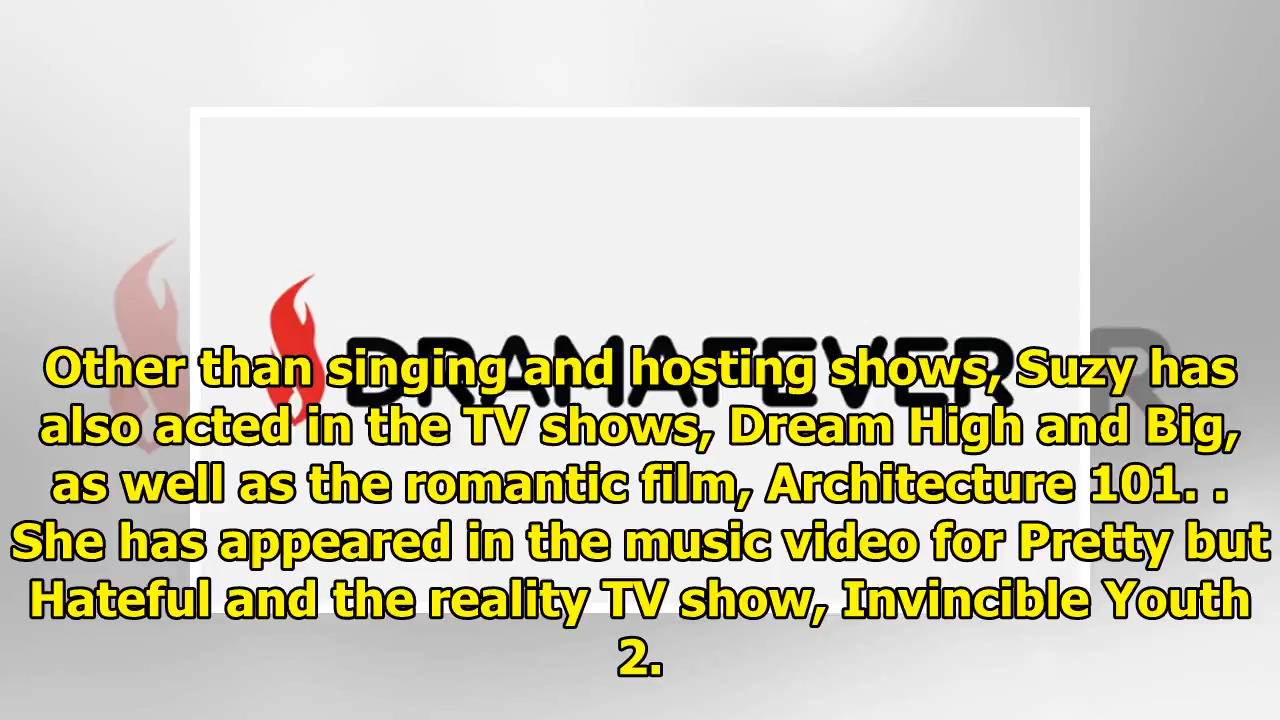 DRAMAFEVER
R
Other than singing and hosting shows, Suzy has
also acted in the TV shows, Dream High and Big,
as well as the romantic film, Architecture 101. .
She has appeared in the music video for Pretty but
Hateful and the reality TV show, Invincible Youth
2.